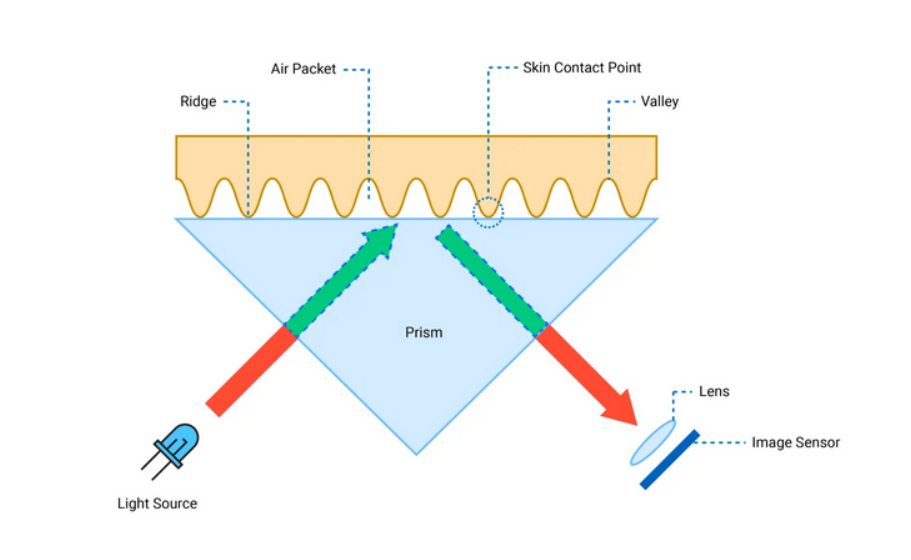 Air Packet
Skin Contact Point
Ridge
Valley
Prism
Lens
Image Sensor
Light Source